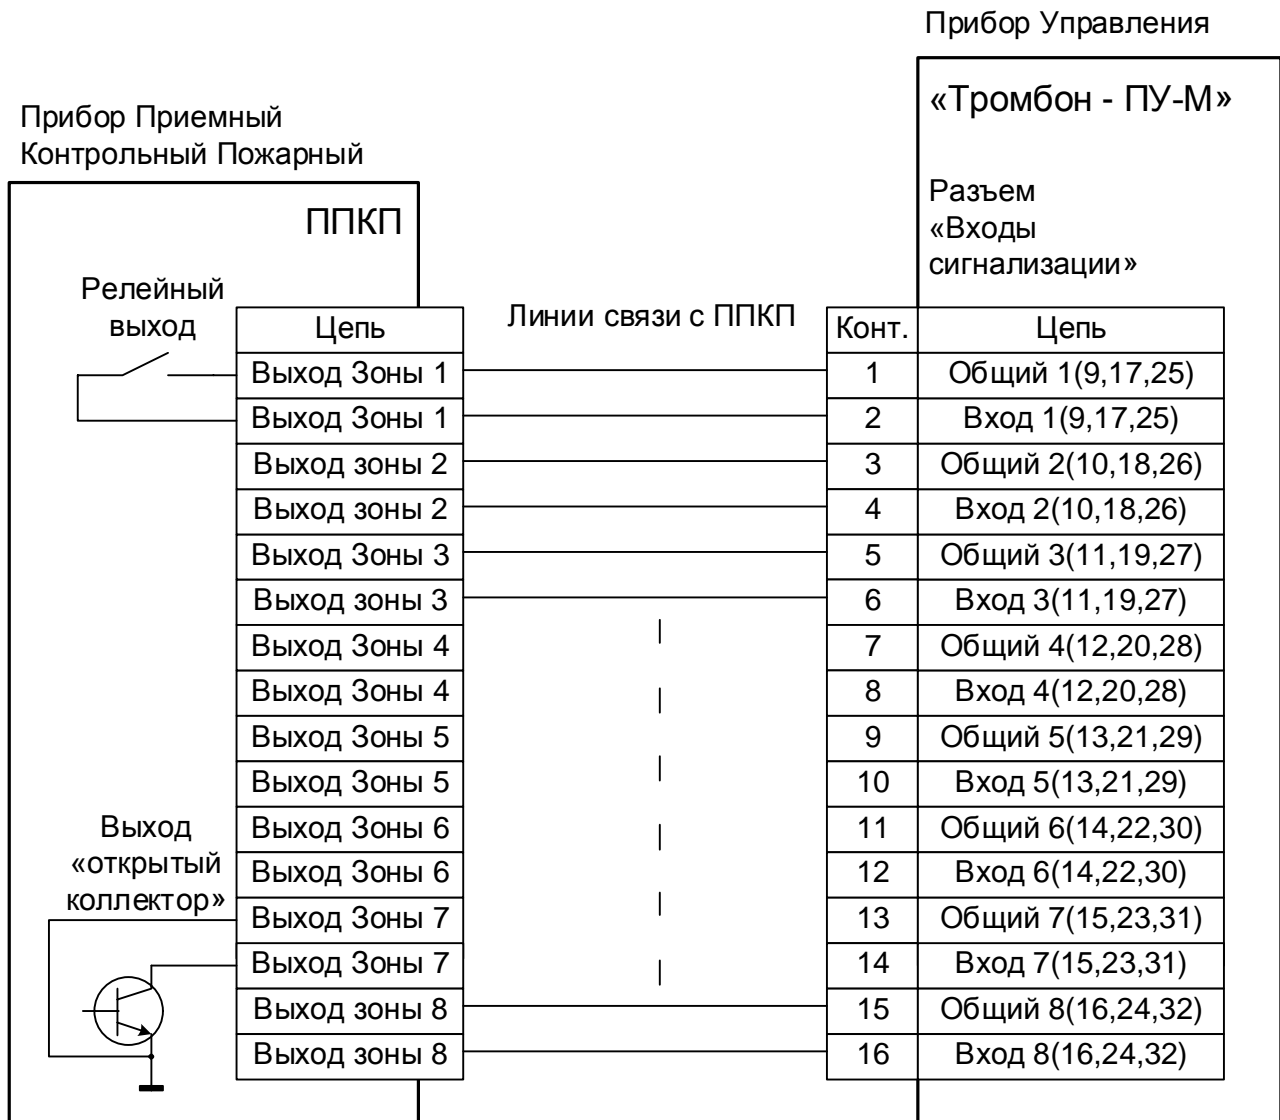 Прибор Управления
«Тромбон - ПУ-М»
Прибор Приемный
Контрольный Пожарный
ППКП
Разъем
«Входы
сигнализации»
Релейный
выход
Линии связи с ППКП
Цепь
Конт.
Цепь
Выход Зоны 1
1
Общий 1(9,17,25)
Выход Зоны 1
2
Вход 1(9,17,25)
Выход зоны 2
3
Общий 2(10,18,26)
Выход зоны 2
4
Вход 2(10,18,26)
Выход Зоны 3
5
Общий 3(11,19,27)
Выход зоны 3
6
Вход 3(11,19,27)
Выход Зоны 4
7
Общий 4(12,20,28)
Выход Зоны 4
8
Вход 4(12,20,28)
Выход Зоны 5
9
Общий 5(13,21,29)
Выход Зоны 5
10
Вход 5(13,21,29)
Выход Зоны 6
11
Общий 6(14,22,30)
Выход Зоны 6
12
Вход 6(14,22,30)
Выход Зоны 7
13
Общий 7(15,23,31)
Выход Зоны 7
14
Вход 7(15,23,31)
Выход зоны 8
15
Общий 8(16,24,32)
Выход зоны 8
16
Вход 8(16,24,32)
Выход
«открытый
коллектор»